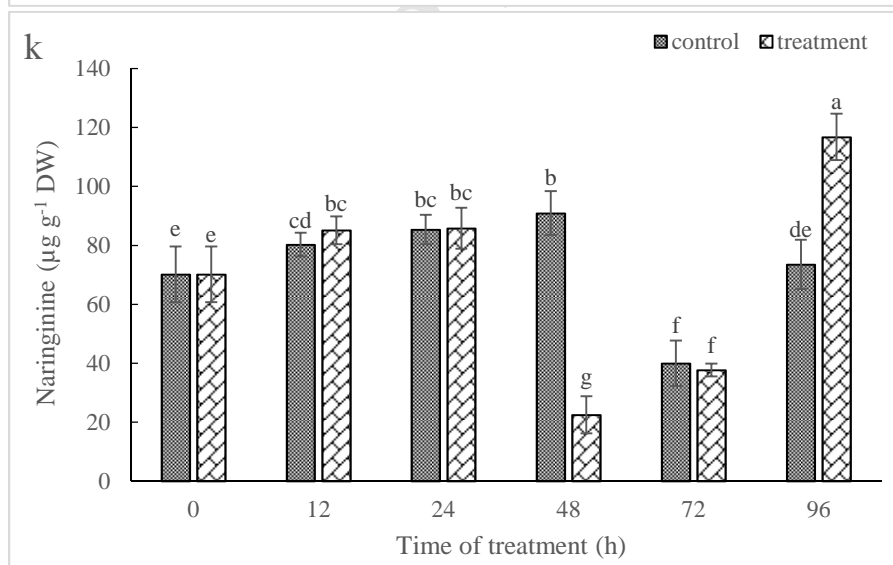 k
control treatment
140
120
100
80
60
40
20
0
Naringinine (µg g-1 DW)
e
e
cd
bc
bc
bc
b
g
f
f
de
a
0 12 24 48 72 96
Time of treatment (h)